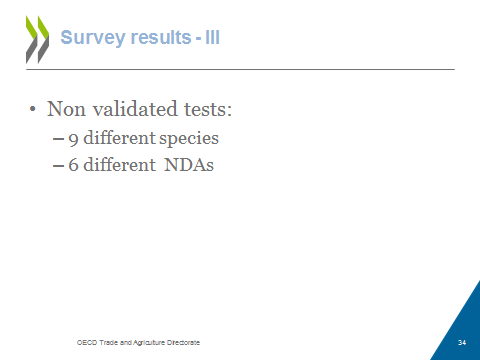 Survey results - III
• Non validated tests:
– 9 different species
– 6 different NDAs
OECD Trade and Agriculture Directorate
34